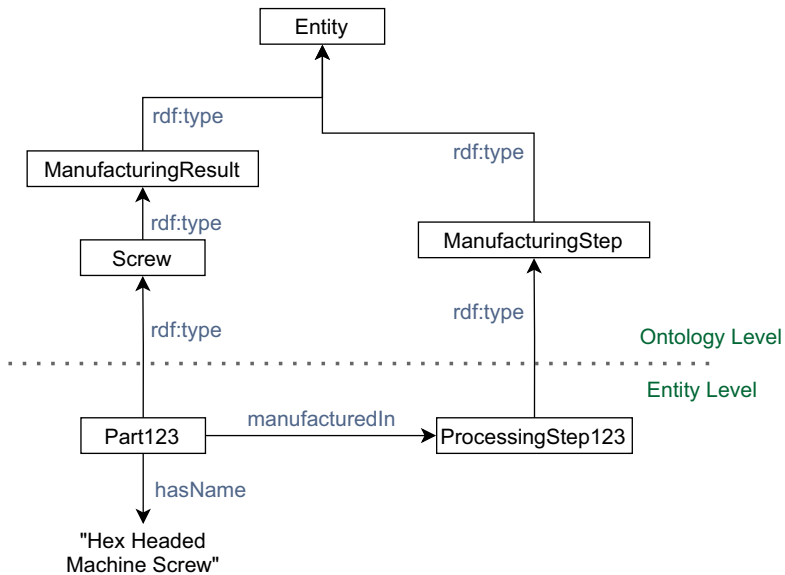 Entity
rdf:type
rdf:type
ManufacturingResult
rdf:type
ManufacturingStep
Screw
rdf:type
rdf:type
Ontology Level
Entity Level
Part123
manufacturedIn
ProcessingStep123
hasName
"Hex Headed
Machine Screw"